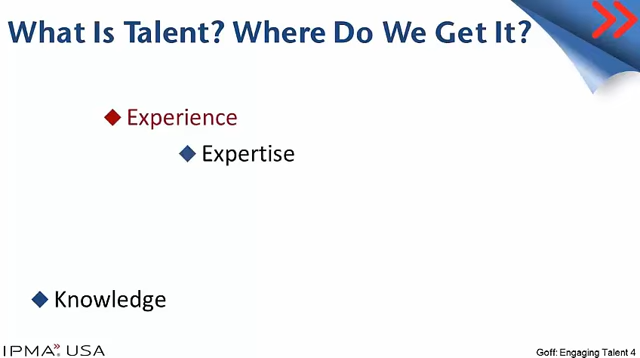 What Is Talent? Where Do We Get It?
Experience
Expertise
Knowledge
IPMA USA
Goff: Engaging Talent 4